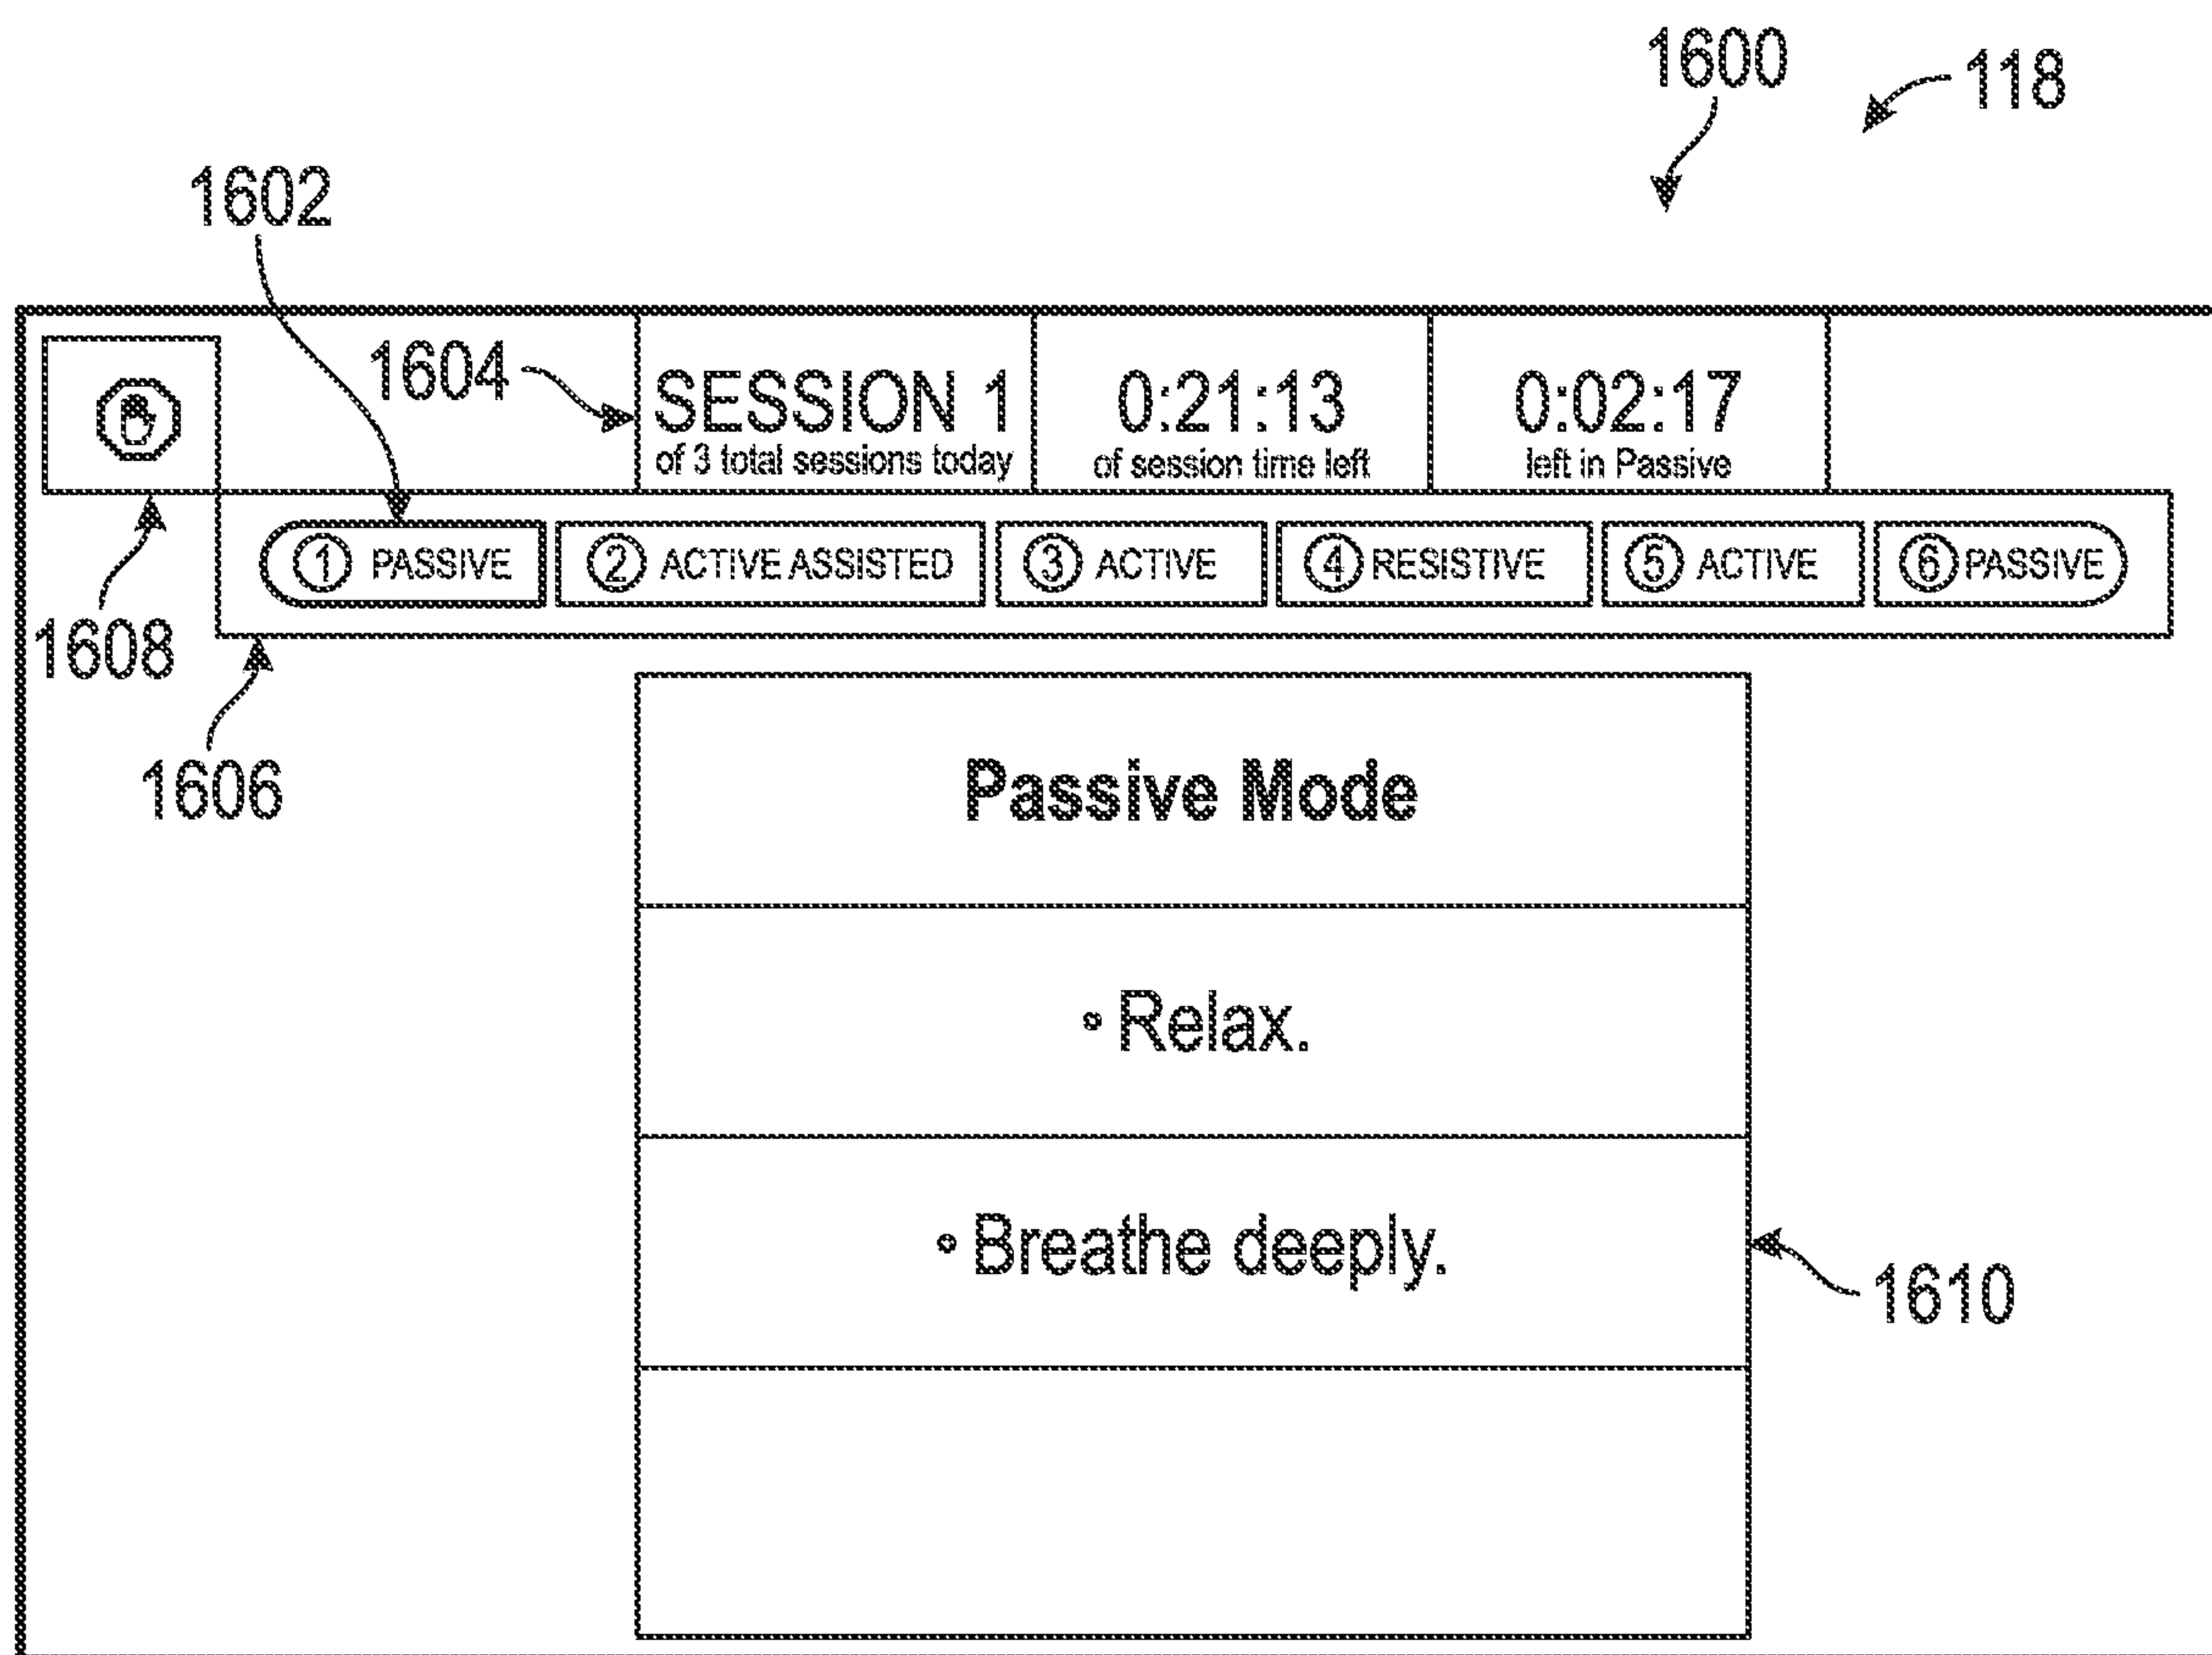 1600
118
1602
1604
SESSION 1
of 3 total sessions today
0:21:13
of session time left
0:02:17
left in Passive
1 PASSIVE
2 ACTIVE ASSISTED
3 ACTIVE
4 RESISTIVE
5 ACTIVE
6 PASSIVE
1608
1606
Passive Mode
• Relax.
• Breathe deeply.
1610